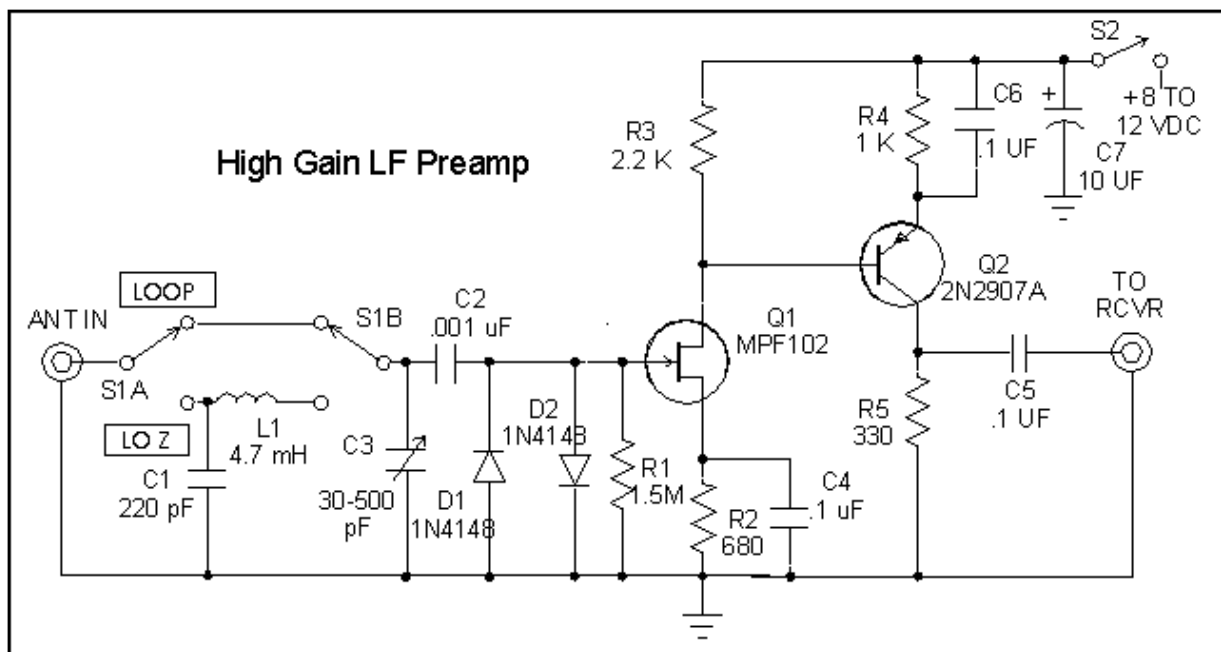 S2
C6
+
R4
1 K
+8 TO
12 VDC
R3
2.2 K
.1 UF
C7
10 UF
High Gain LF Preamp
Q2
2N2907A
LOOP
TO
RCVR
C2
.001 uF
S1B
ANT IN
Q1
MPF102
S1A
C5
.1 UF
D2
1N4148
R5
330
LO Z
L1
4.7 mH
C3
R1
1.5M
C4
.1 uF
C1
220 pF
30-500
pF
D1
1N4148
R2
680